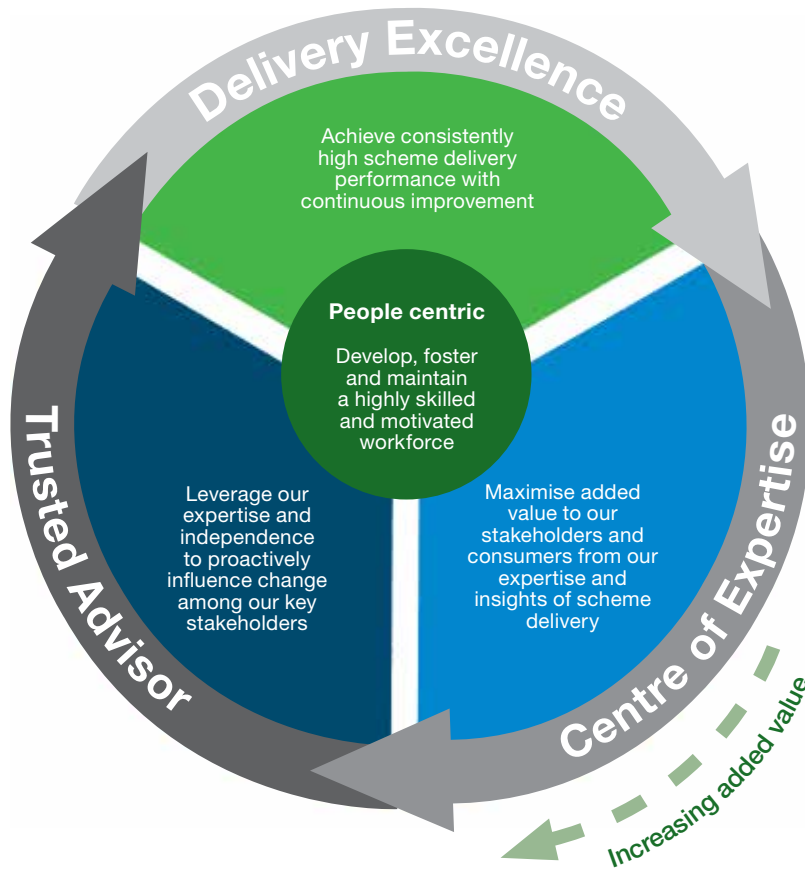 Delivery Excellence
Achieve consistently
high scheme delivery
performance with
continuous improvement
People centric
Develop, foster
and maintain
a highly skilled
and motivated
workforce
Trusted Advisor
Leverage our
expertise and
independence
to proactively
influence change
among our key
stakeholders
Maximise added
value to our
stakeholders and
consumers from our
expertise and
insights of scheme
delivery
Centre of Expertise
Increasing added value